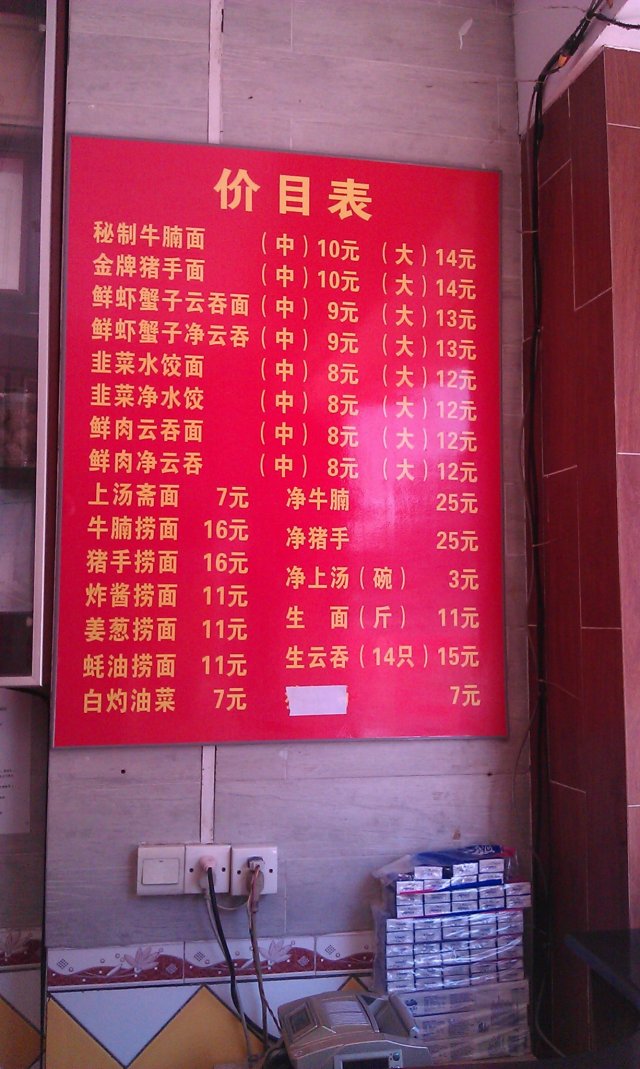 价目表
秘制牛腩面 （中）10元 （大）14元
金牌猪手面 （中）10元 （大）14元
鲜虾蟹子云吞面（中） 9元 （大）13元
鲜虾蟹子净云吞（中） 9元 （大）13元
韭菜水饺面 （中） 8元 （大）12元
韭菜净水饺 （中） 8元 （大）12元
鲜肉云吞面 （中） 8元 （大）12元
鲜肉净云吞 （中） 8元 （大）12元
上汤斋面 7元 净牛腩 25元
牛腩捞面 16元 净猪手 25元
猪手捞面 16元 净上汤（碗） 3元
炸酱捞面 11元 生 面（斤） 11元
姜葱捞面 11元 生云吞（14只）15元
蚝油捞面 11元
白灼油菜 7元 7元